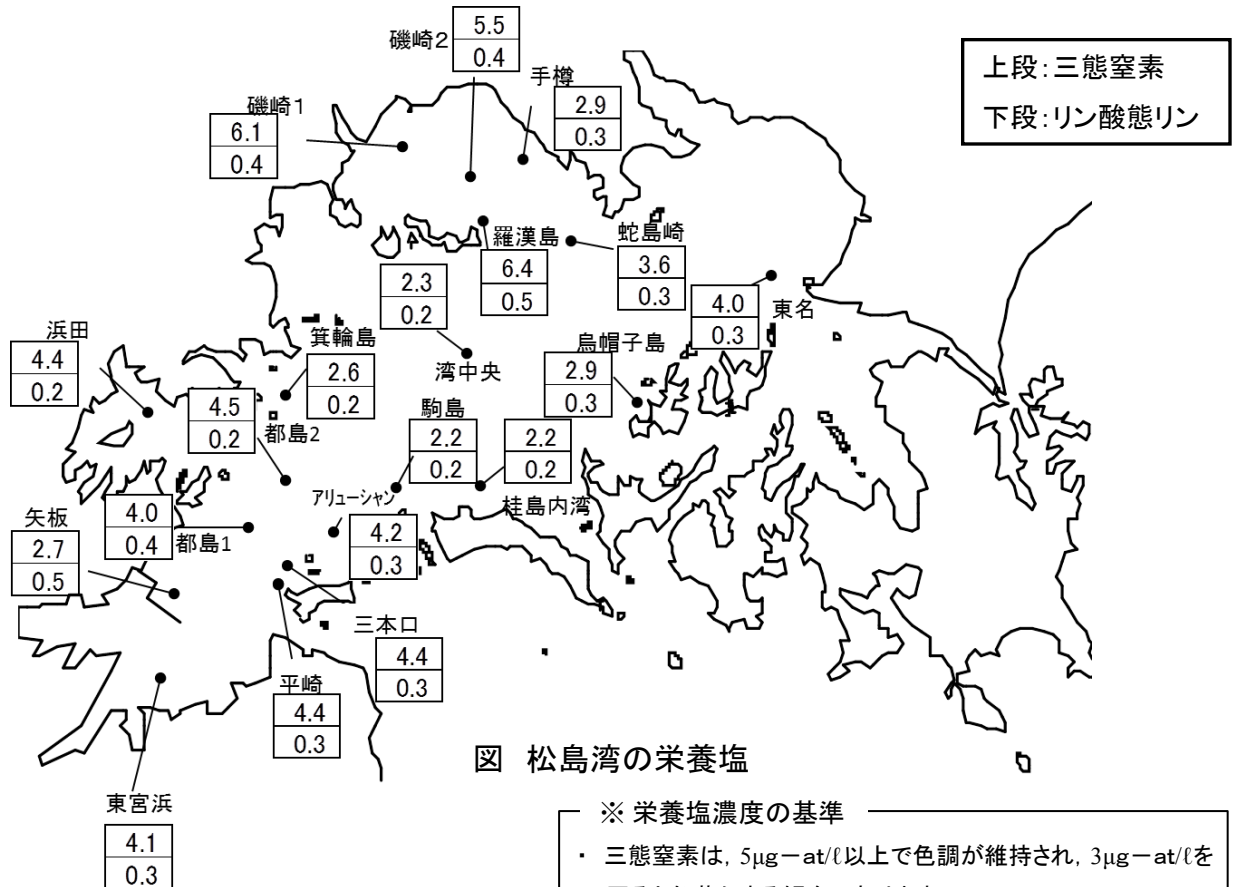 磯崎2
5.5
0.4
上段:三態窒素
下段:リン酸態リン
手樽
2.9
0.3
磯崎1
6.1
0.4
羅漢島
6.4
0.5
蛇島崎
3.6
0.3
2.3
0.2
湾中央
4.0
0.3
東名
浜田
4.4
0.2
箕輪島
2.6
0.2
烏帽子島
2.9
0.3
4.5
0.2
都島2
駒島
2.2
0.2
2.2
0.2
桂島内湾
アリューシャン
4.2
0.3
4.0
0.4
都島1
矢板
2.7
0.5
三本口
4.4
0.3
平崎
4.4
0.3
図 松島湾の栄養塩
東宮浜
4.1
0.3
※ 栄養塩濃度の基準
・ 三態窒素は, 5μg-at/ℓ以上で色調が維持され, 3μg-at/ℓを